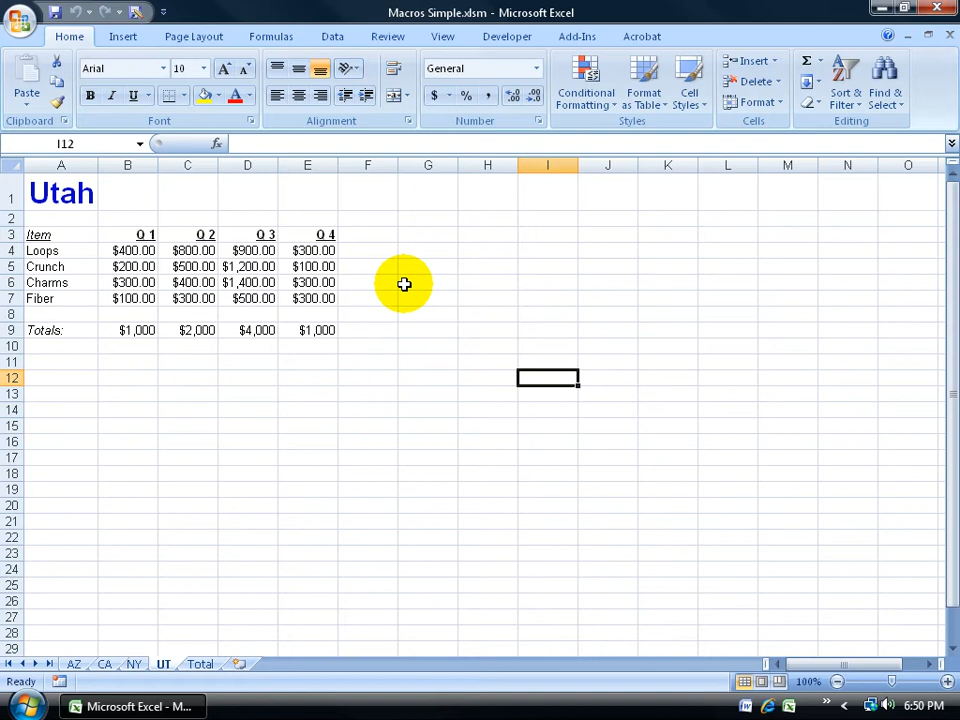 Macros Simple.xlsm - Microsoft Excel
Home Insert Page Layout Formulas Data Review View Developer Add-Ins Acrobat
Paste Arial 10 General Conditional Formatting Format as Table Cell Styles Insert Delete Format Sort & Filter Find & Select
Clipboard Font Alignment Number Styles Cells Editing
I12 fx
A B C D E F G H I J K L M N O
1 Utah
2
3 Item Q 1 Q 2 Q 3 Q 4
4 Loops $400.00 $800.00 $900.00 $300.00
5 Crunch $200.00 $500.00 $1,200.00 $100.00
6 Charms $300.00 $400.00 $1,400.00 $300.00
7 Fiber $100.00 $300.00 $500.00 $300.00
8
9 Totals: $1,000 $2,000 $4,000 $1,000
10
11
12
13
14
15
16
17
18
19
20
21
22
23
24
25
26
27
28
29
AZ CA NY UT Total
Ready 100%
Microsoft Excel - M... 6:50 PM